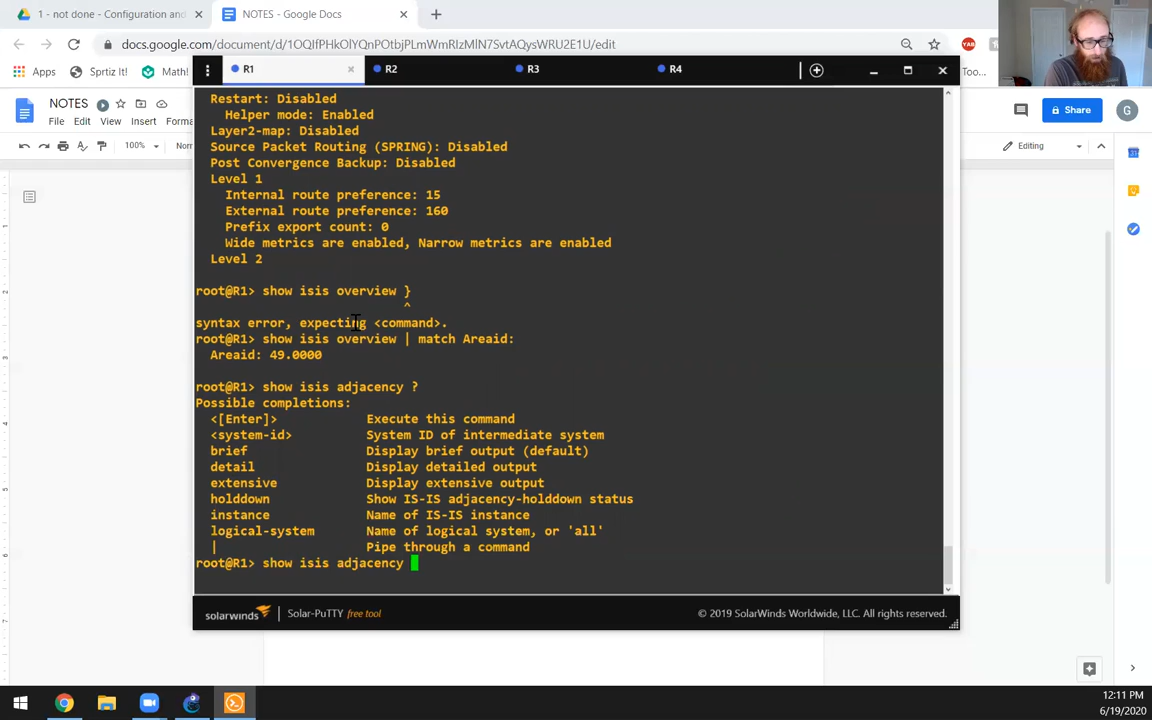 1 - not done - Configuration and
NOTES - Google Docs
docs.google.com/document/d/1OQIfPHkOlYQnPOtbjPLmWmRlzMlN7SvtAQysWRU2E1U/edit
YAB
Apps
Sprtiz It!
Math!
R1
R2
R3
R4
NOTES
File Edit View Insert Forma
Share
G
100%
Nor
Editing
Restart: Disabled
Helper mode: Enabled
Layer2-map: Disabled
Source Packet Routing (SPRING): Disabled
Post Convergence Backup: Disabled
Level 1
Internal route preference: 15
External route preference: 160
Prefix export count: 0
Wide metrics are enabled, Narrow metrics are enabled
Level 2
root@R1> show isis overview }
^
syntax error, expecting <command>.
root@R1> show isis overview | match Areaid:
Areaid: 49.0000
root@R1> show isis adjacency ?
Possible completions:
<[Enter]> Execute this command
<system-id> System ID of intermediate system
brief Display brief output (default)
detail Display detailed output
extensive Display extensive output
holddown Show IS-IS adjacency-holddown status
instance Name of IS-IS instance
logical-system Name of logical system, or 'all'
| Pipe through a command
root@R1> show isis adjacency
solarwinds Solar-PuTTY free tool
© 2019 SolarWinds Worldwide, LLC. All rights reserved.
12:11 PM
6/19/2020